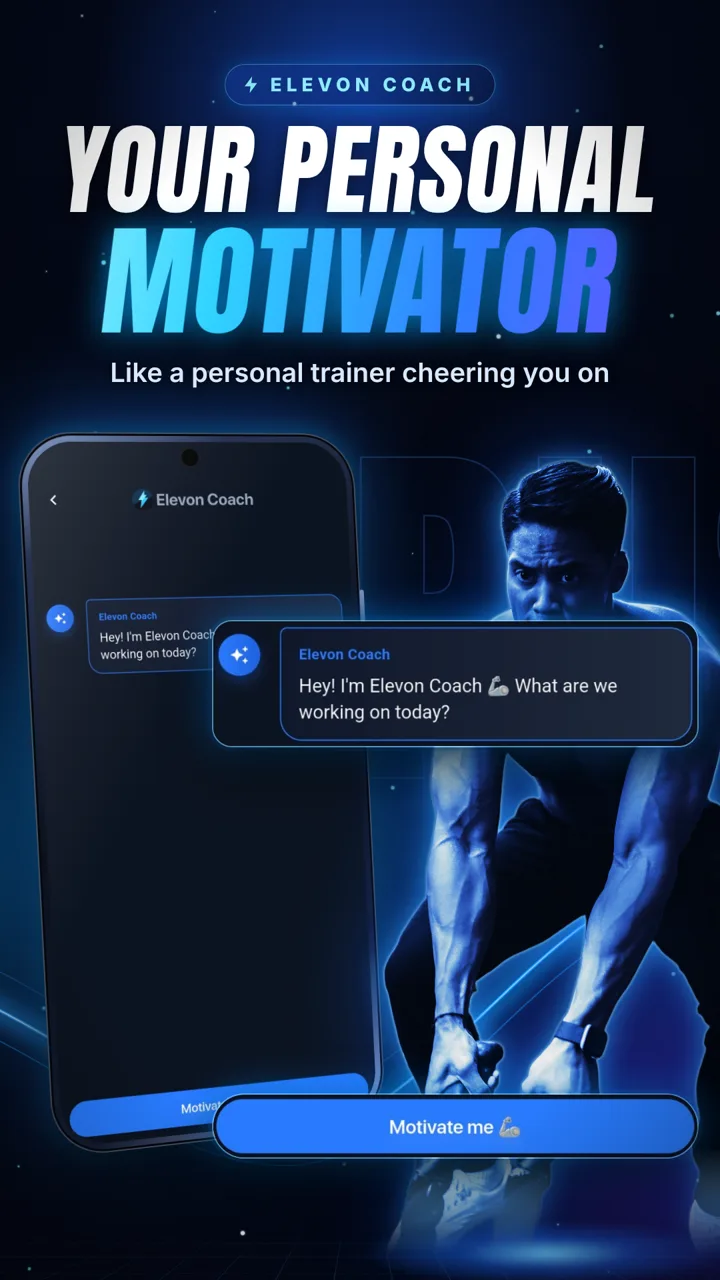 ⚡ ELEVON COACH
YOUR PERSONAL
MOTIVATOR
Like a personal trainer cheering you on
Elevon Coach
Elevon Coach
Hey! I'm Elevon Coach
working on today?
Elevon Coach
Hey! I'm Elevon Coach 🦾 What are we
working on today?
Motivate me 🦾